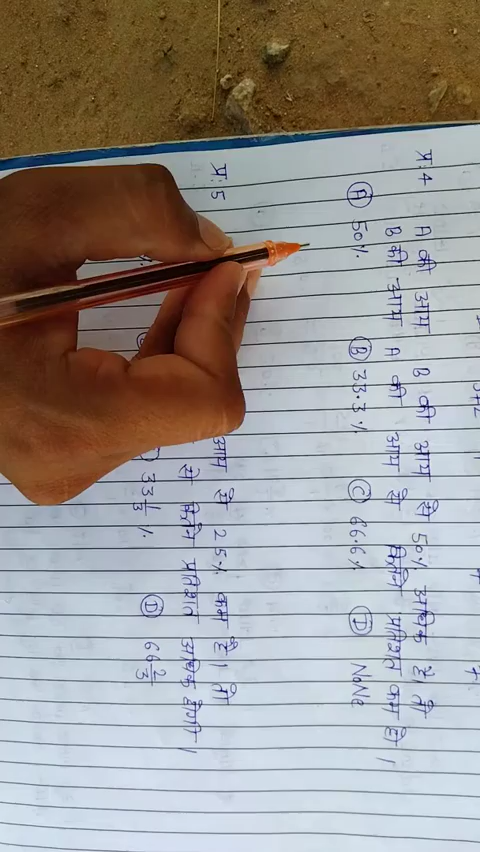 प्र.4 A की आय B की आय से 50% अधिक है। तो
B की आय A की आय से कितने प्रतिशत कम है।
Ⓐ 50% Ⓑ 33.3% Ⓒ 66.6% Ⓓ NoNe
प्र.5 आय से 25% कम है। तो
से कितने प्रतिशत अधिक होगी।
33 1/3 % Ⓓ 66 2/3